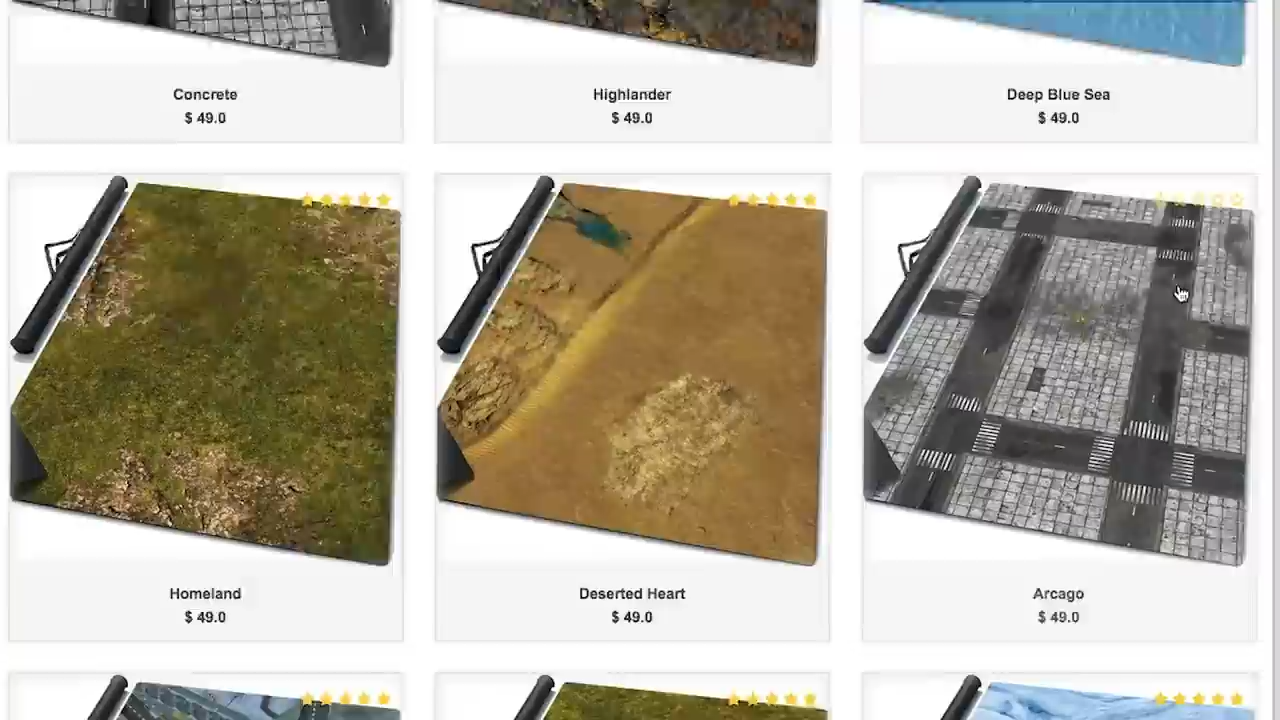 Concrete
$ 49.0
Highlander
$ 49.0
Deep Blue Sea
$ 49.0
Homeland
$ 49.0
Deserted Heart
$ 49.0
Arcago
$ 49.0